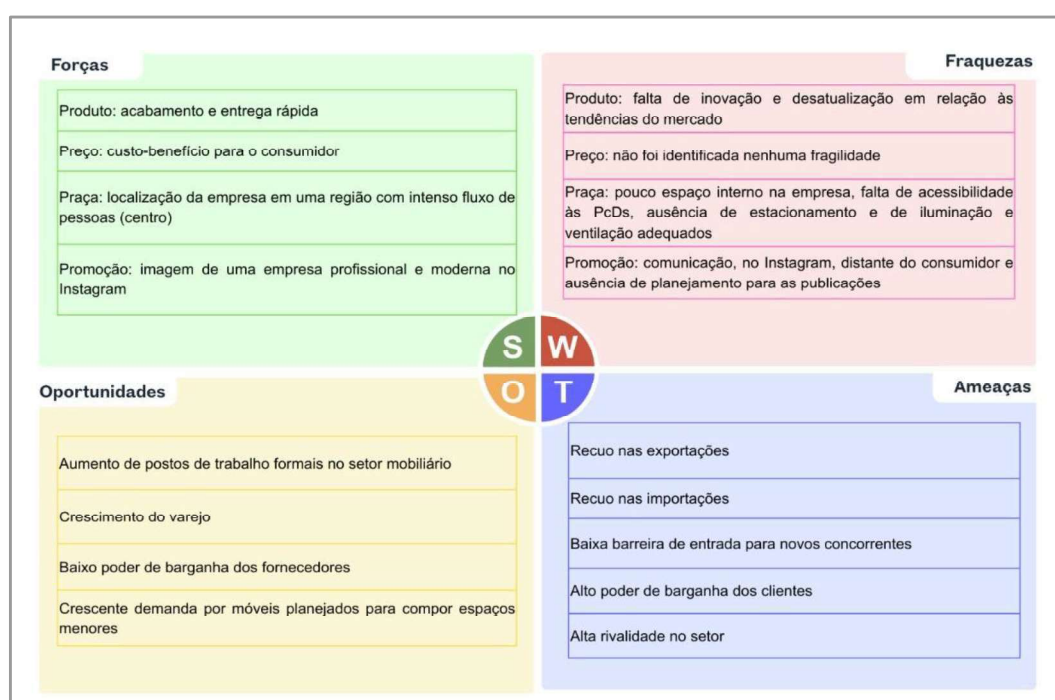 Forças
Produto: acabamento e entrega rápida
Preço: custo-benefício para o consumidor
Praça: localização da empresa em uma região com intenso fluxo de
pessoas (centro)
Promoção: imagem de uma empresa profissional e moderna no
Instagram
Fraquezas
Produto: falta de inovação e desatualização em relação às
tendências do mercado
Preço: não foi identificada nenhuma fragilidade
Praça: pouco espaço interno na empresa, falta de acessibilidade
às PcDs, ausência de estacionamento e de iluminação e
ventilação adequados
Promoção: comunicação, no Instagram, distante do consumidor e
ausência de planejamento para as publicações
S W
O T
Oportunidades
Aumento de postos de trabalho formais no setor mobiliário
Crescimento do varejo
Baixo poder de barganha dos fornecedores
Crescente demanda por móveis planejados para compor espaços
menores
Ameaças
Recuo nas exportações
Recuo nas importações
Baixa barreira de entrada para novos concorrentes
Alto poder de barganha dos clientes
Alta rivalidade no setor